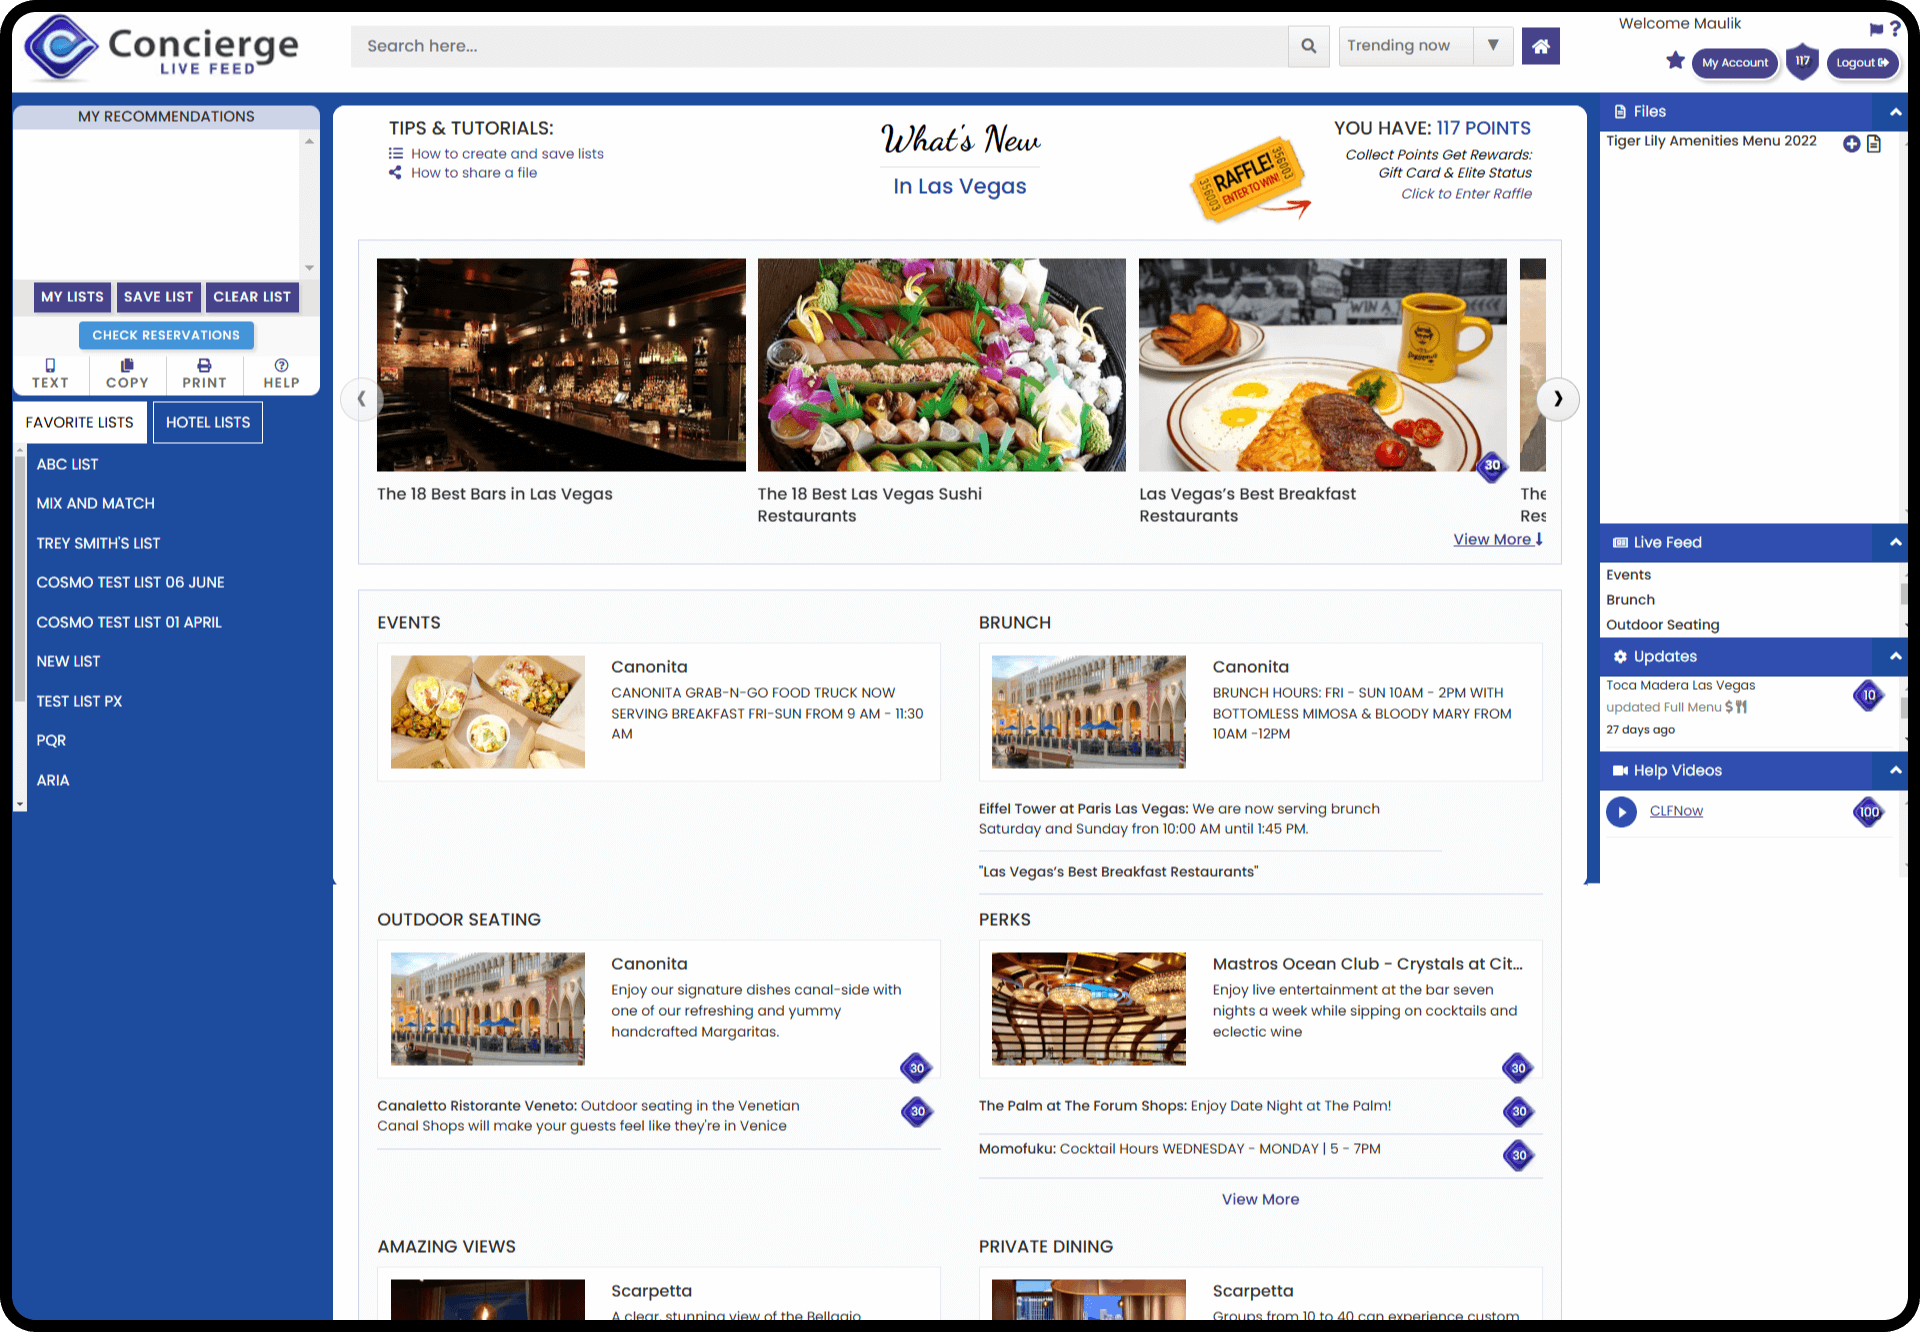 Concierge
LIVE FEED
Search here...
Trending now
Welcome Maulik
?
My Account
117
Logout
MY RECOMMENDATIONS
MY LISTS
SAVE LIST
CLEAR LIST
CHECK RESERVATIONS
TEXT
COPY
PRINT
HELP
FAVORITE LISTS
HOTEL LISTS
ABC LIST
MIX AND MATCH
TREY SMITH'S LIST
COSMO TEST LIST 06 JUNE
COSMO TEST LIST 01 APRIL
NEW LIST
TEST LIST PX
PQR
ARIA
TIPS & TUTORIALS:
How to create and save lists
How to share a file
What's New
In Las Vegas
356003
RAFFLE!
ENTER TO WIN!
356003
YOU HAVE: 117 POINTS
Collect Points Get Rewards:
Gift Card & Elite Status
Click to Enter Raffle
WIN A
30
The 18 Best Bars in Las Vegas
The 18 Best Las Vegas Sushi
Restaurants
Las Vegas's Best Breakfast
Restaurants
The
Res
View More
EVENTS
Canonita
CANONITA GRAB-N-GO FOOD TRUCK NOW
SERVING BREAKFAST FRI-SUN FROM 9 AM - 11:30
AM
BRUNCH
Canonita
BRUNCH HOURS: FRI - SUN 10AM - 2PM WITH
BOTTOMLESS MIMOSA & BLOODY MARY FROM
10AM -12PM
Eiffel Tower at Paris Las Vegas: We are now serving brunch
Saturday and Sunday fron 10:00 AM until 1:45 PM.
"Las Vegas's Best Breakfast Restaurants"
OUTDOOR SEATING
Canonita
Enjoy our signature dishes canal-side with
one of our refreshing and yummy
handcrafted Margaritas.
30
Canaletto Ristorante Veneto: Outdoor seating in the Venetian
Canal Shops will make your guests feel like they're in Venice
30
PERKS
Mastros Ocean Club - Crystals at Cit...
Enjoy live entertainment at the bar seven
nights a week while sipping on cocktails and
eclectic wine
30
The Palm at The Forum Shops: Enjoy Date Night at The Palm!
30
Momofuku: Cocktail Hours WEDNESDAY - MONDAY | 5 - 7PM
30
View More
AMAZING VIEWS
Scarpetta
A clear, stunning view of the Bellagio
PRIVATE DINING
Scarpetta
Groups from 10 to 40 can experience custom
Files
Tiger Lily Amenities Menu 2022
Live Feed
Events
Brunch
Outdoor Seating
Updates
Toca Madera Las Vegas
updated Full Menu $
27 days ago
10
Help Videos
CLFNow
100